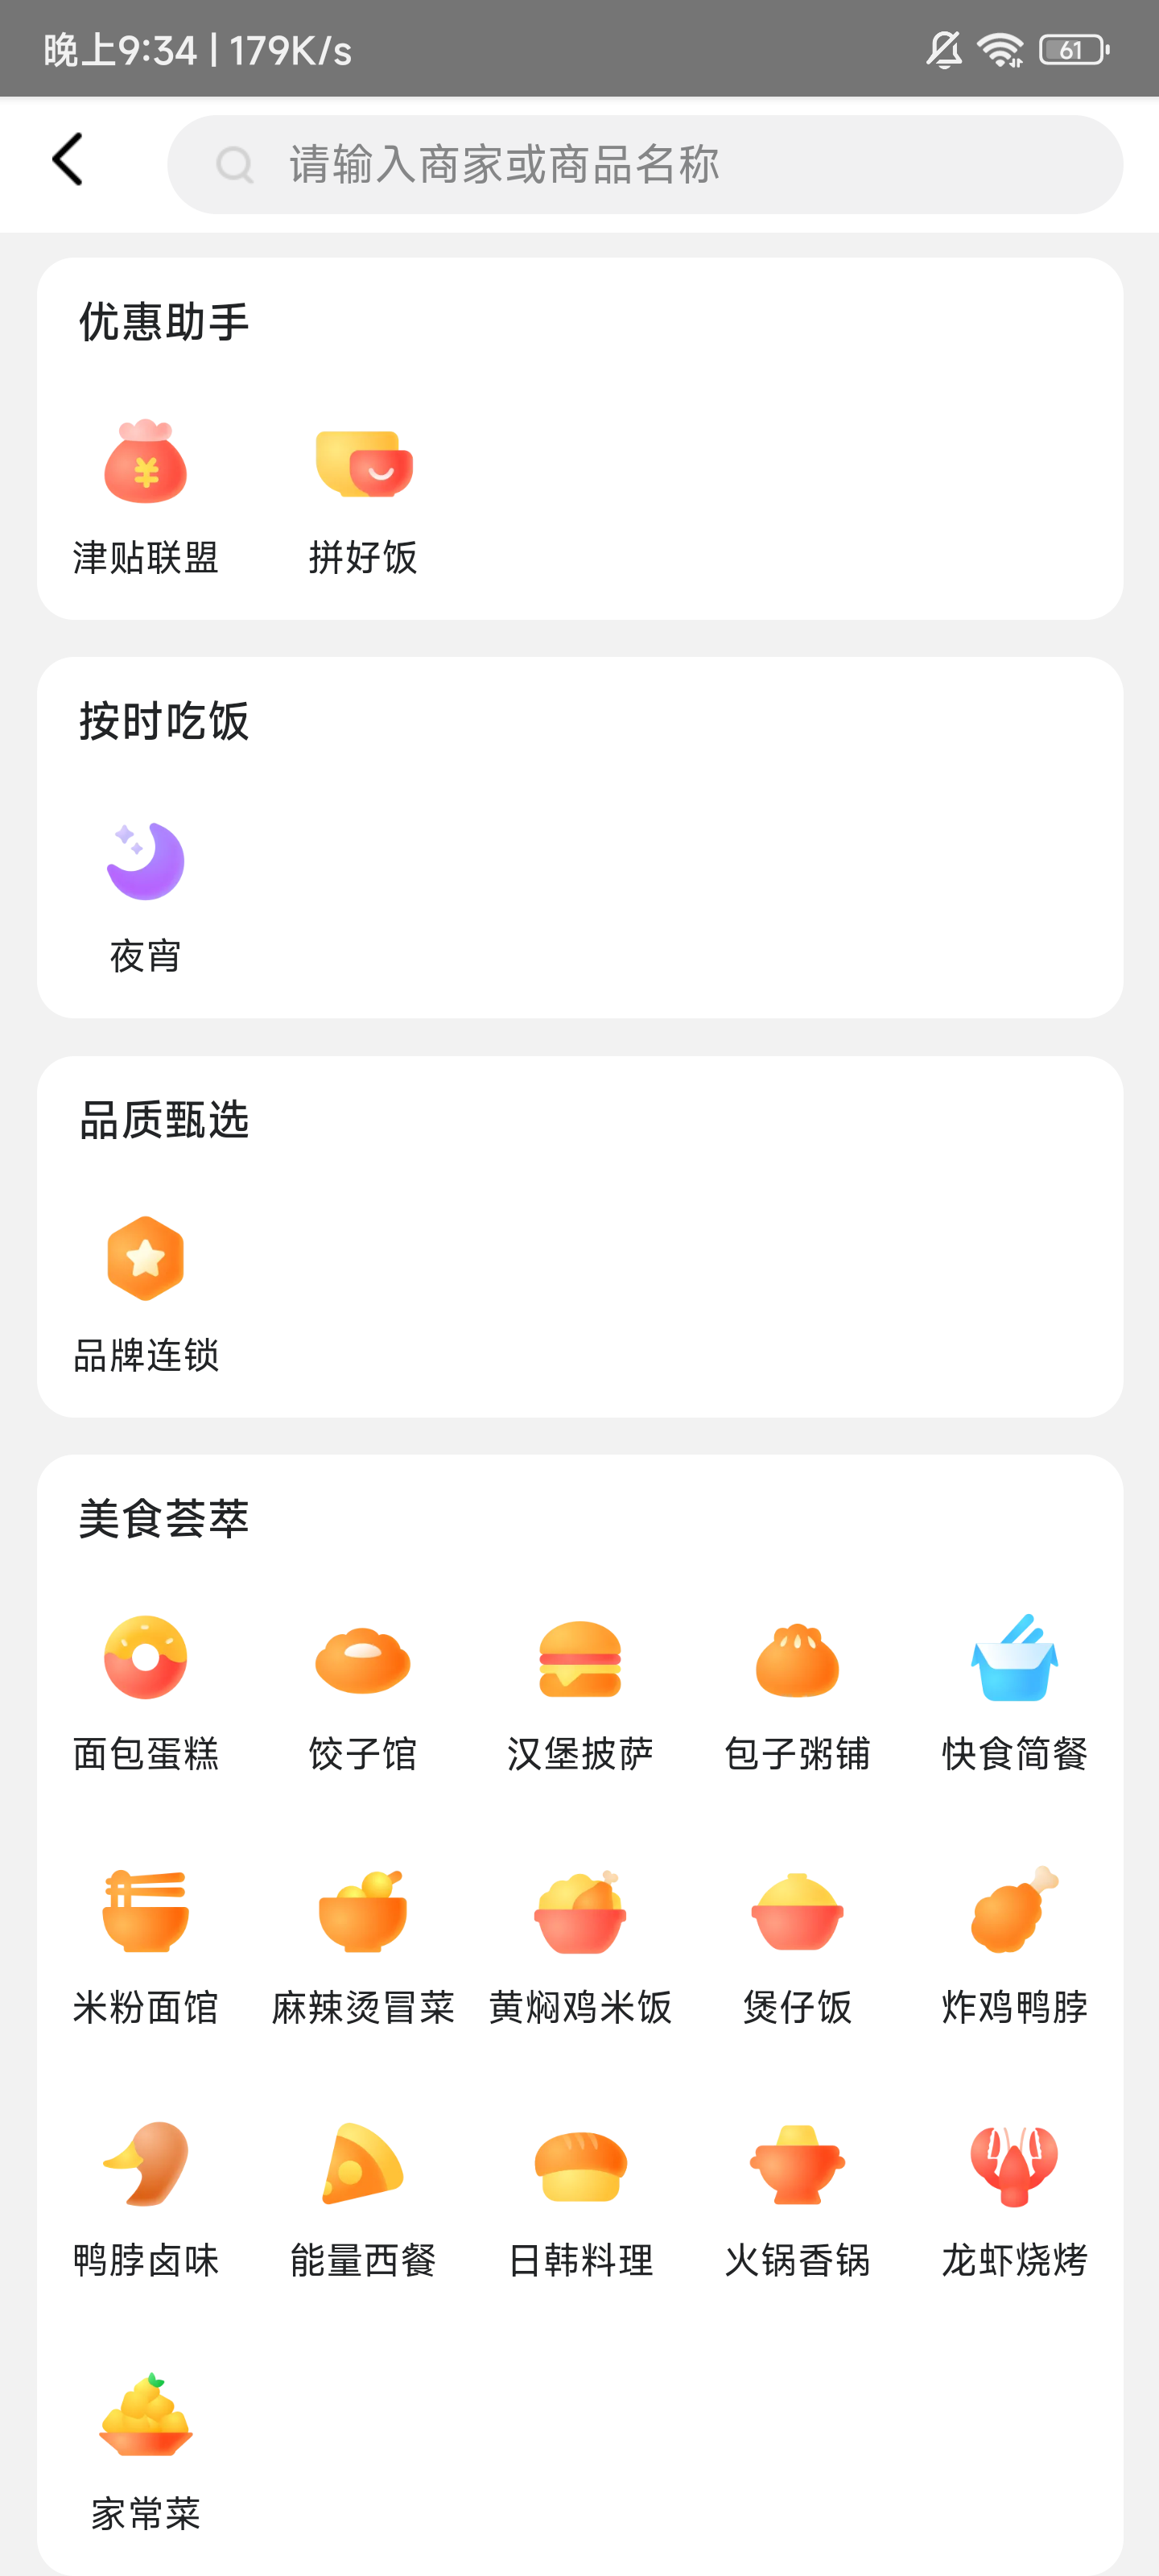 晚上9:34 | 179K/s
61
请输入商家或商品名称
优惠助手
津贴联盟 拼好饭
按时吃饭
夜宵
品质甄选
品牌连锁
美食荟萃
面包蛋糕 饺子馆 汉堡披萨 包子粥铺 快食简餐
米粉面馆 麻辣烫冒菜 黄焖鸡米饭 煲仔饭 炸鸡鸭脖
鸭脖卤味 能量西餐 日韩料理 火锅香锅 龙虾烧烤
家常菜